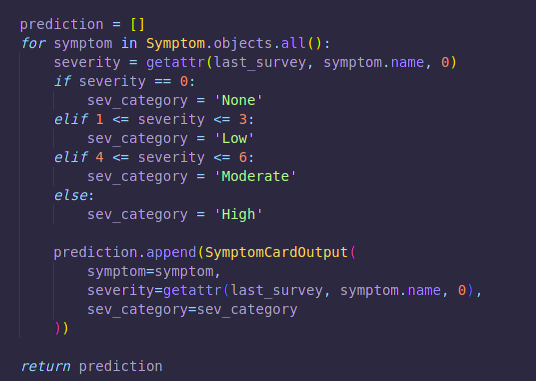 prediction = []
for symptom in Symptom.objects.all():
    severity = getattr(last_survey, symptom.name, 0)
    if severity == 0:
        sev_category = 'None'
    elif 1 <= severity <= 3:
        sev_category = 'Low'
    elif 4 <= severity <= 6:
        sev_category = 'Moderate'
    else:
        sev_category = 'High'

    prediction.append(SymptomCardOutput(
        symptom=symptom,
        severity=getattr(last_survey, symptom.name, 0),
        sev_category=sev_category
    ))

return prediction